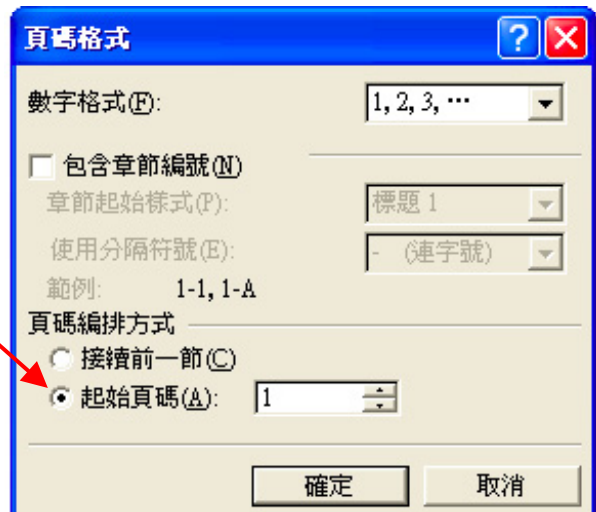 頁碼格式
數字格式(F): 1, 2, 3, …
包含章節編號(N)
章節起始樣式(P): 標題 1
使用分隔符號(E): - (連字號)
範例: 1-1, 1-A
頁碼編排方式
接續前一節(C)
起始頁碼(A): 1
確定 取消